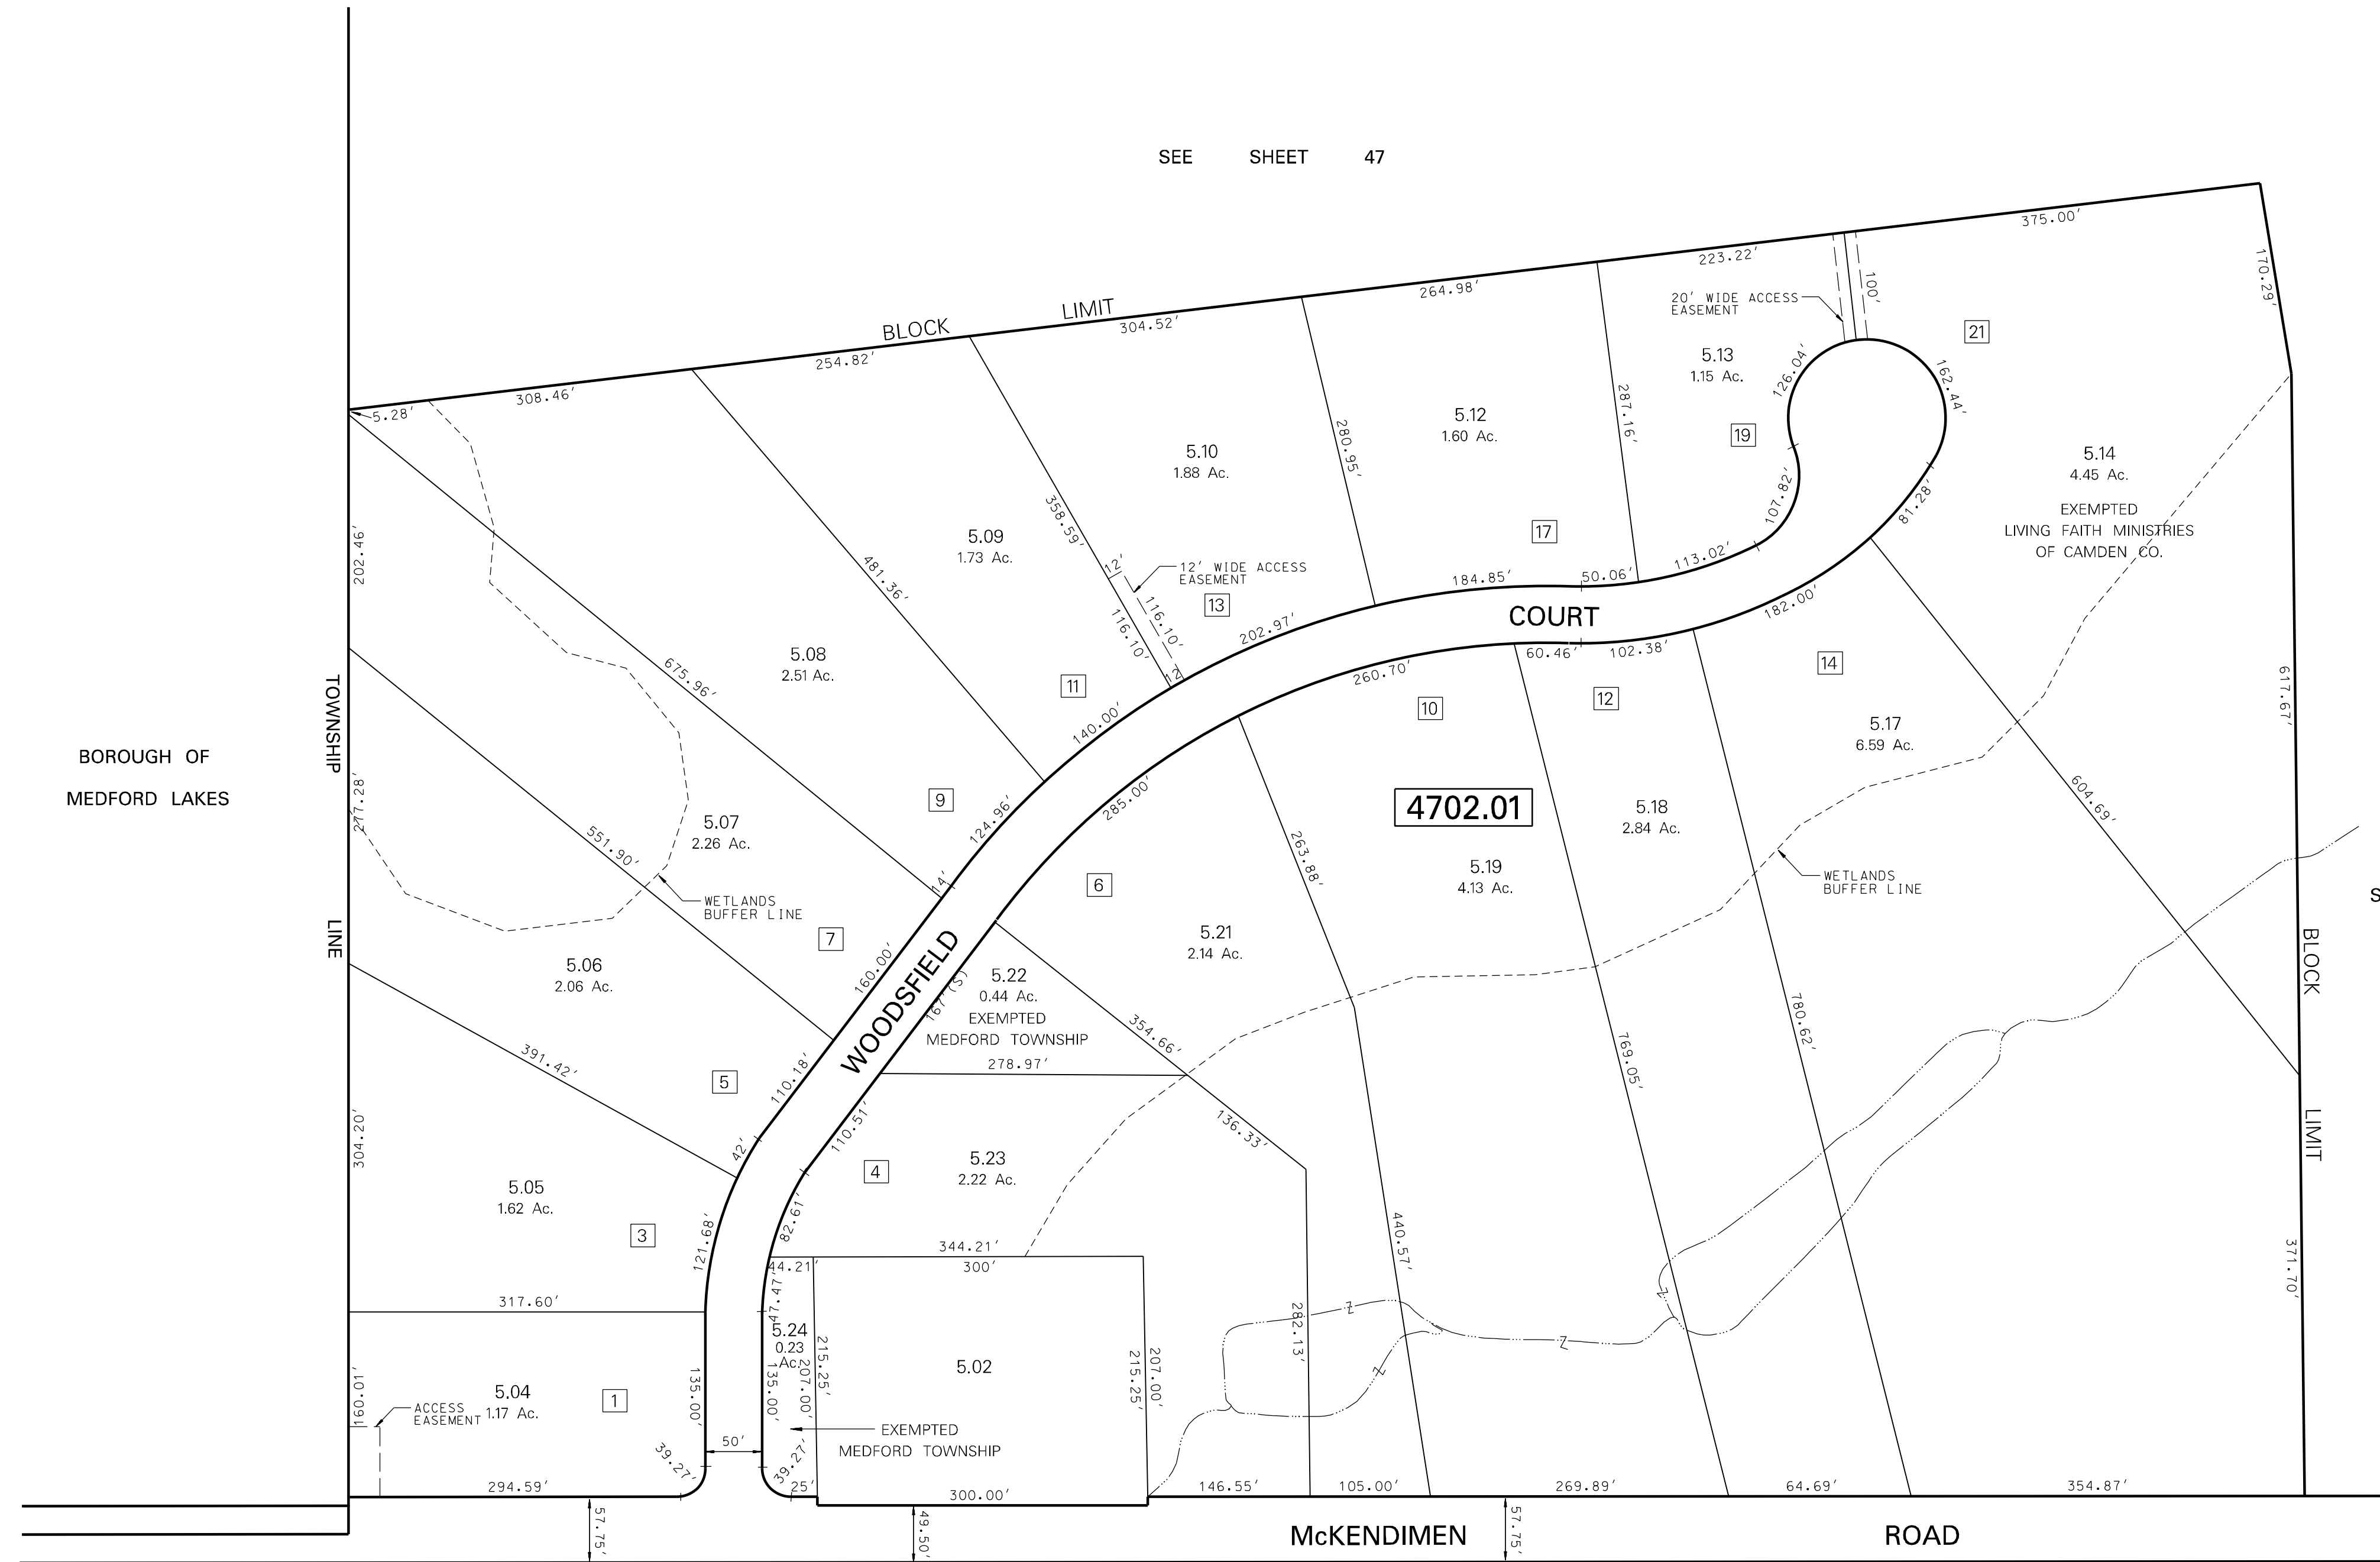 SEE SHEET 47
375.00'
223.22'
170.29'
264.98'
100'
20' WIDE ACCESS
EASEMENT
BLOCK LIMIT
304.52'
21
254.82'
5.13
1.15 Ac.
126.04'
162.44'
308.46'
5.28'
5.12
1.60 Ac.
287.16'
19
280.95'
5.10
1.88 Ac.
5.14
4.45 Ac.
EXEMPTED
LIVING FAITH MINISTRIES
OF CAMDEN CO.
358.59'
107.82'
81.28'
17
5.09
1.73 Ac.
202.46'
481.36'
12'
12' WIDE ACCESS
EASEMENT
13
184.85'
50.06'
113.02'
116.10'
116.10'
12'
202.97'
COURT
182.00'
5.08
2.51 Ac.
675.96'
11
140.00'
260.70'
60.46'
102.38'
14
10
12
617.67'
TOWNSHIP
LINE
BOROUGH OF
MEDFORD LAKES
5.17
6.59 Ac.
277.28'
9
124.96'
285.00'
4702.01
5.18
2.84 Ac.
604.69'
5.07
2.26 Ac.
551.90'
263.88'
5.19
4.13 Ac.
14'
6
WETLANDS
BUFFER LINE
WETLANDS
BUFFER LINE
S
7
160.00'
WOODSFIELD
5.21
2.14 Ac.
BLOCK
LIMIT
5.06
2.06 Ac.
167' (S)
5.22
0.44 Ac.
EXEMPTED
MEDFORD TOWNSHIP
354.66'
780.62'
769.05'
391.42'
278.97'
5
110.18'
110.51'
136.33'
304.20'
42'
4
5.23
2.22 Ac.
5.05
1.62 Ac.
3
121.68'
82.61'
440.57'
371.70'
344.21'
44.21'
300'
317.60'
47.47'
282.13'
Z
Z
Z
Z
5.24
0.23
Ac.
215.25'
5.02
215.25'
207.00'
160.01'
5.04
1.17 Ac.
1
135.00'
135.00'
207.00'
ACCESS
EASEMENT
EXEMPTED
MEDFORD TOWNSHIP
50'
39.27'
39.27'
294.59'
25'
300.00'
146.55'
105.00'
269.89'
64.69'
354.87'
57.75'
49.50'
57.75'
McKENDIMEN ROAD